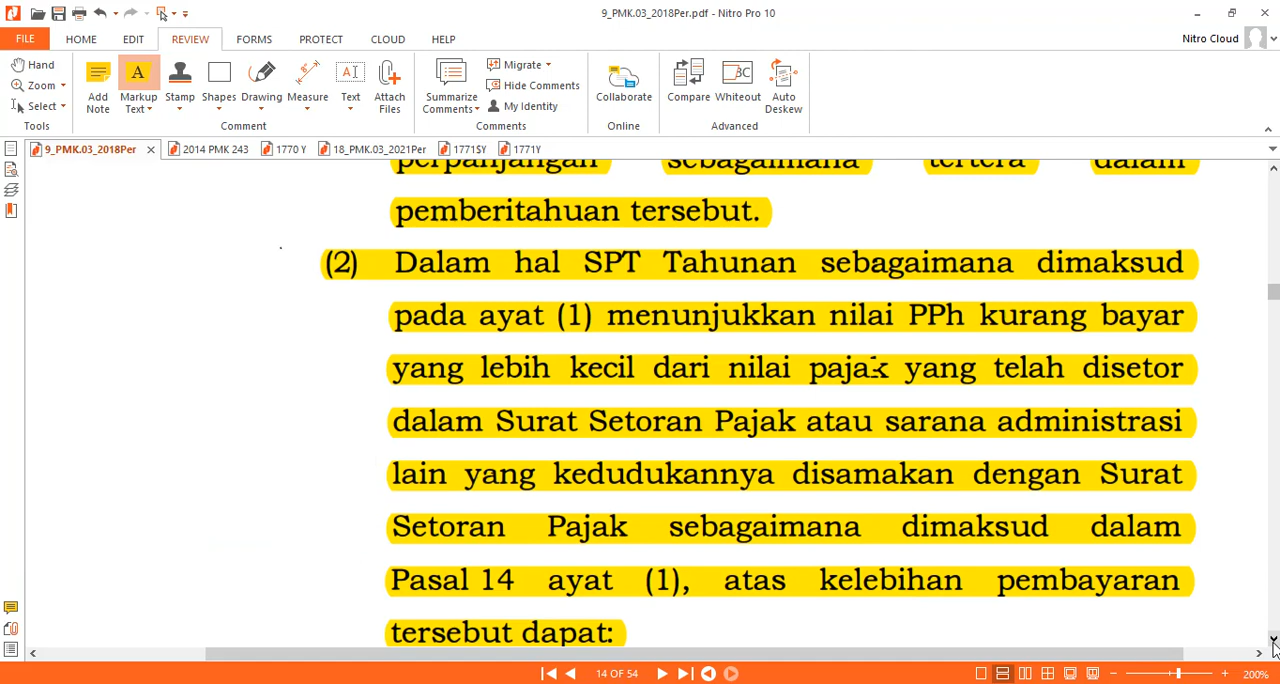 9_PMK.03_2018Per.pdf - Nitro Pro 10
FILE HOME EDIT REVIEW FORMS PROTECT CLOUD HELP Nitro Cloud
Hand
Zoom
Select
Tools
Add Note
Markup Text
Stamp
Shapes
Drawing
Measure
Text
Attach Files
Comment
Summarize Comments
Migrate
Hide Comments
My Identity
Comments
Collaborate
Online
Compare
Whiteout
Auto Deskew
Advanced
9_PMK.03_2018Per 2014 PMK 243 1770 Y 18_PMK.03_2021Per 1771$Y 1771Y
perpanjangan sebagaimana tertera dalam
pemberitahuan tersebut.
(2) Dalam hal SPT Tahunan sebagaimana dimaksud
pada ayat (1) menunjukkan nilai PPh kurang bayar
yang lebih kecil dari nilai pajak yang telah disetor
dalam Surat Setoran Pajak atau sarana administrasi
lain yang kedudukannya disamakan dengan Surat
Setoran Pajak sebagaimana dimaksud dalam
Pasal 14 ayat (1), atas kelebihan pembayaran
tersebut dapat:
14 OF 54
200%